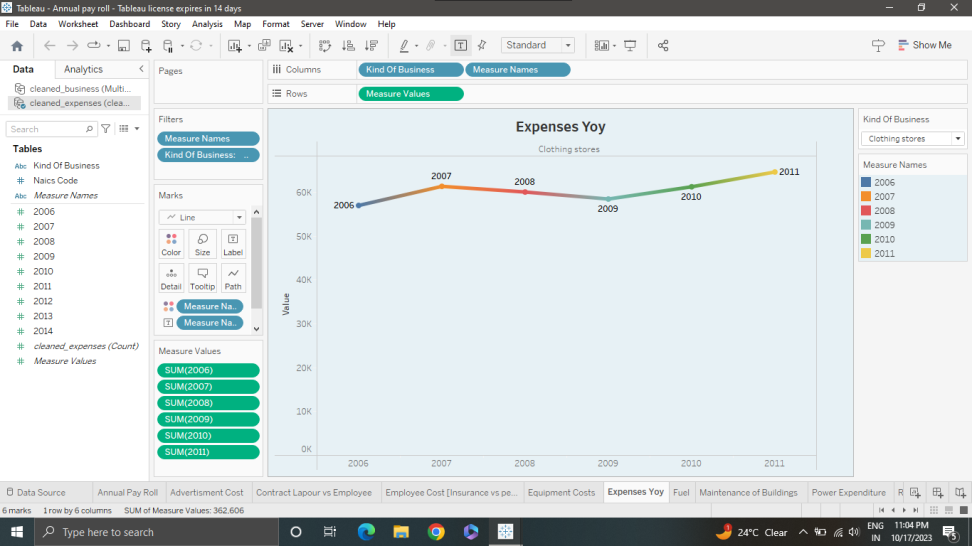 Tableau - Annual pay roll - Tableau license expires in 14 days
File Data Worksheet Dashboard Story Analysis Map Format Server Window Help
Standard
Show Me
Data Analytics
cleaned_business (Multi...
cleaned_expenses (clea...
Search
Tables
Abc Kind Of Business
# Naics Code
Abc Measure Names
# 2006
# 2007
# 2008
# 2009
# 2010
# 2011
# 2012
# 2013
# 2014
# cleaned_expenses (Count)
# Measure Values
Pages
Filters
Measure Names
Kind Of Business: ..
Marks
Line
Color Size Label
Detail Tooltip Path
Measure Na..
Measure Na..
Measure Values
SUM(2006)
SUM(2007)
SUM(2008)
SUM(2009)
SUM(2010)
SUM(2011)
Columns Kind Of Business Measure Names
Rows Measure Values
Expenses Yoy
Clothing stores
Value
60K
50K
40K
30K
20K
10K
0K
2006
2007
2008
2009
2010
2011
2006 2007 2008 2009 2010 2011
Kind Of Business
Clothing stores
Measure Names
2006
2007
2008
2009
2010
2011
Data Source Annual Pay Roll Advertisment Cost Contract Lapour vs Employee Employee Cost [Insurance vs pe... Equipment Costs Expenses Yoy Fuel Maintenance of Buildings Power Expenditure R
6 marks 1 row by 6 columns SUM of Measure Values: 362.606
Type here to search
24°C Clear
ENG
IN
11:04 PM
10/17/2023
5